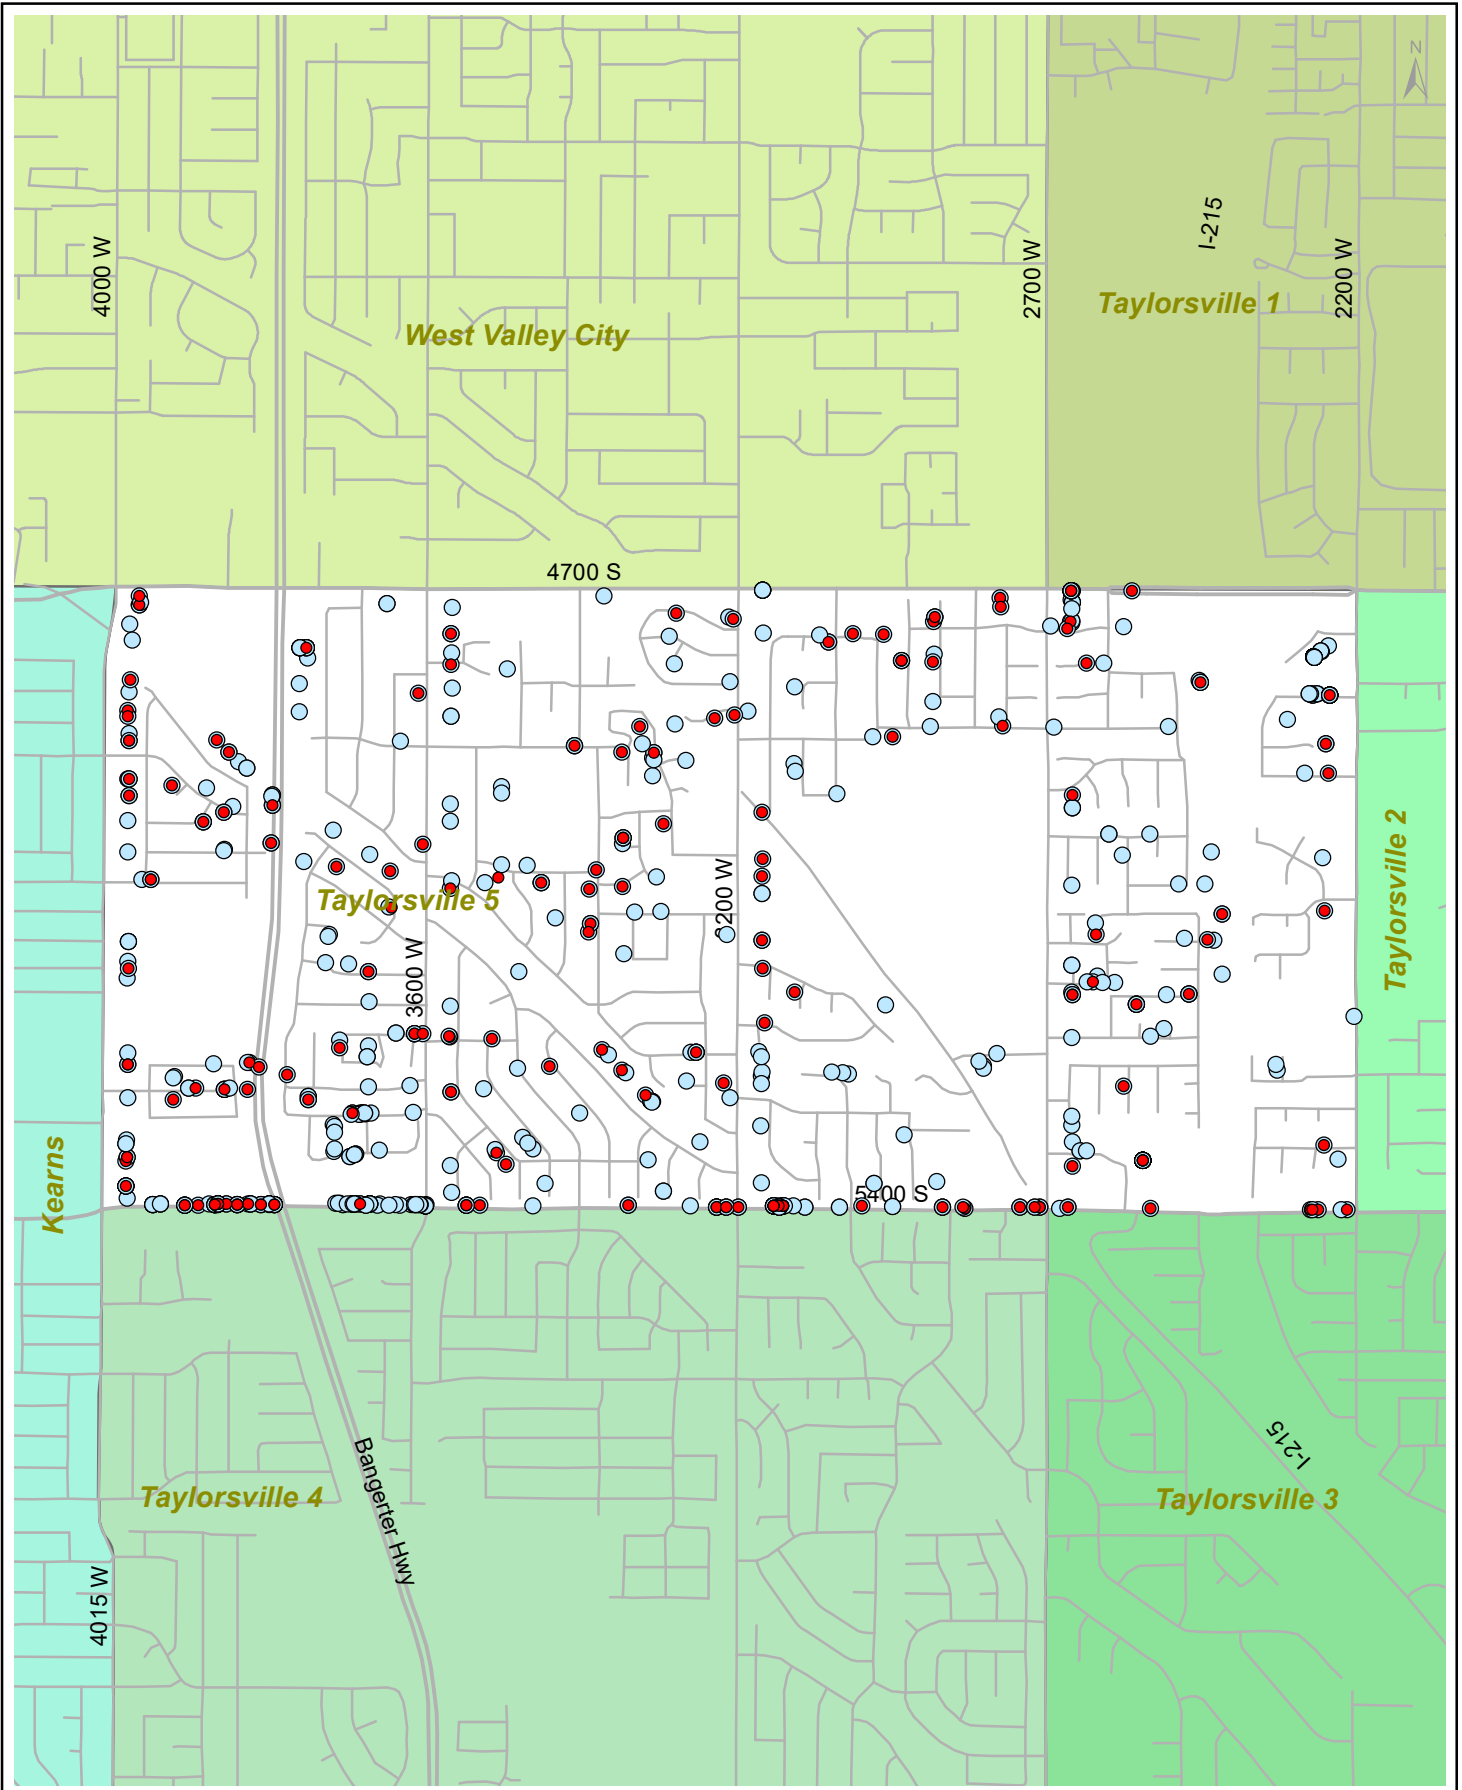 N
I-215
4000 W
2700 W
2200 W
Taylorsville 1
West Valley City
4700 S
Taylorsville 2
Taylorsville 5
200 W
3600 W
Kearns
5400 S
I-215
Bangerter Hwy
Taylorsville 4
Taylorsville 3
4015 W